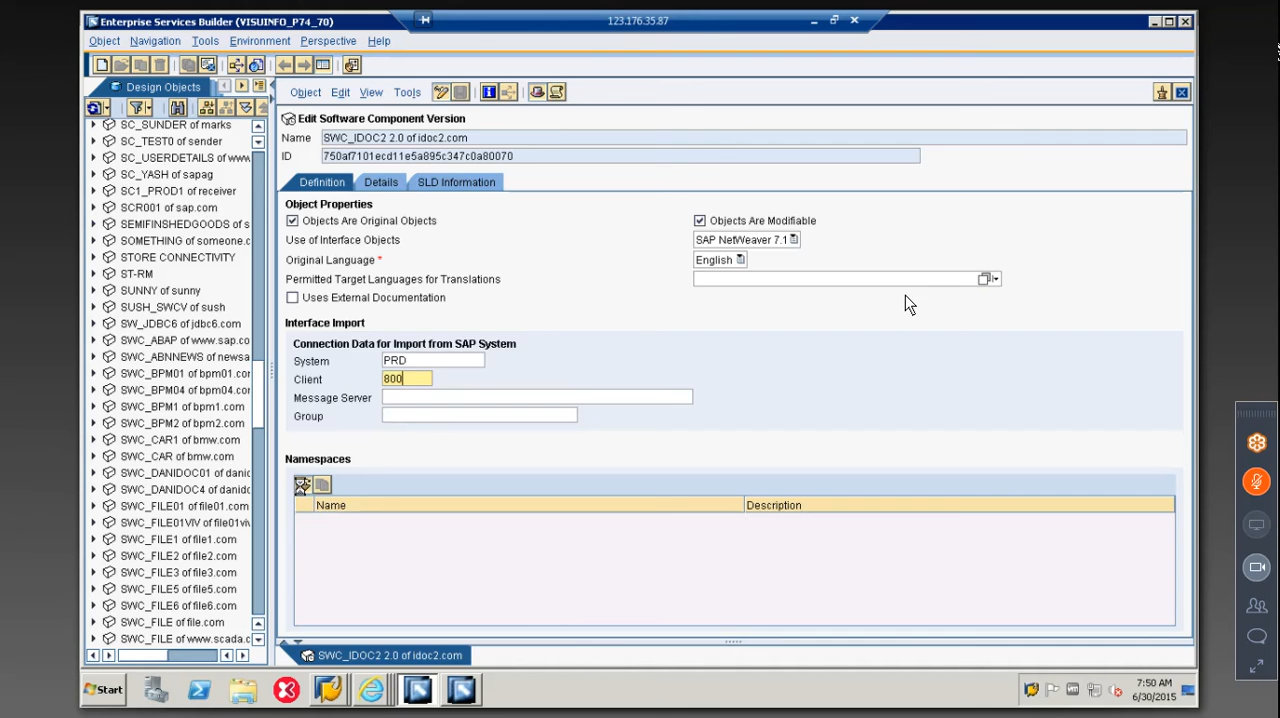 Enterprise Services Builder (VISUINFO_P74_70)
123.176.35.87
Object Navigation Tools Environment Perspective Help
Design Objects
Object Edit View Tools
SC_SUNDER of marks
SC_TEST0 of sender
SC_USERDETAILS of www
SC_YASH of sapag
SC1_PROD1 of receiver
SCR001 of sap.com
SEMIFINSHEDGOODS of s
SOMETHING of someone.c
STORE CONNECTIVITY
ST-RM
SUNNY of sunny
SUSH_SWCV of sush
SW_JDBC6 of jdbc6.com
SWC_ABAP of www.sap.co
SWC_ABNNEWS of newsa
SWC_BPM01 of bpm01.con
SWC_BPM04 of bpm04.con
SWC_BPM1 of bpm1.com
SWC_BPM2 of bpm2.com
SWC_CAR1 of bmw.com
SWC_CAR of bmw.com
SWC_DANIDOC01 of danic
SWC_DANIDOC4 of danidc
SWC_FILE01 of file01.com
SWC_FILE01VIV of file01viv
SWC_FILE1 of file1.com
SWC_FILE2 of file2.com
SWC_FILE3 of file3.com
SWC_FILE5 of file5.com
SWC_FILE6 of file6.com
SWC_FILE of file.com
SWC_FILE of www.scada.c
Edit Software Component Version
Name SWC_IDOC2 2.0 of idoc2.com
ID 750af7101ecd11e5a895c347c0a80070
Definition Details SLD Information
Object Properties
Objects Are Original Objects Objects Are Modifiable
Use of Interface Objects SAP NetWeaver 7.1
Original Language * English
Permitted Target Languages for Translations
Uses External Documentation
Interface Import
Connection Data for Import from SAP System
System PRD
Client 800
Message Server
Group
Namespaces
Name Description
SWC_IDOC2 2.0 of idoc2.com
Start
7:50 AM
6/30/2015